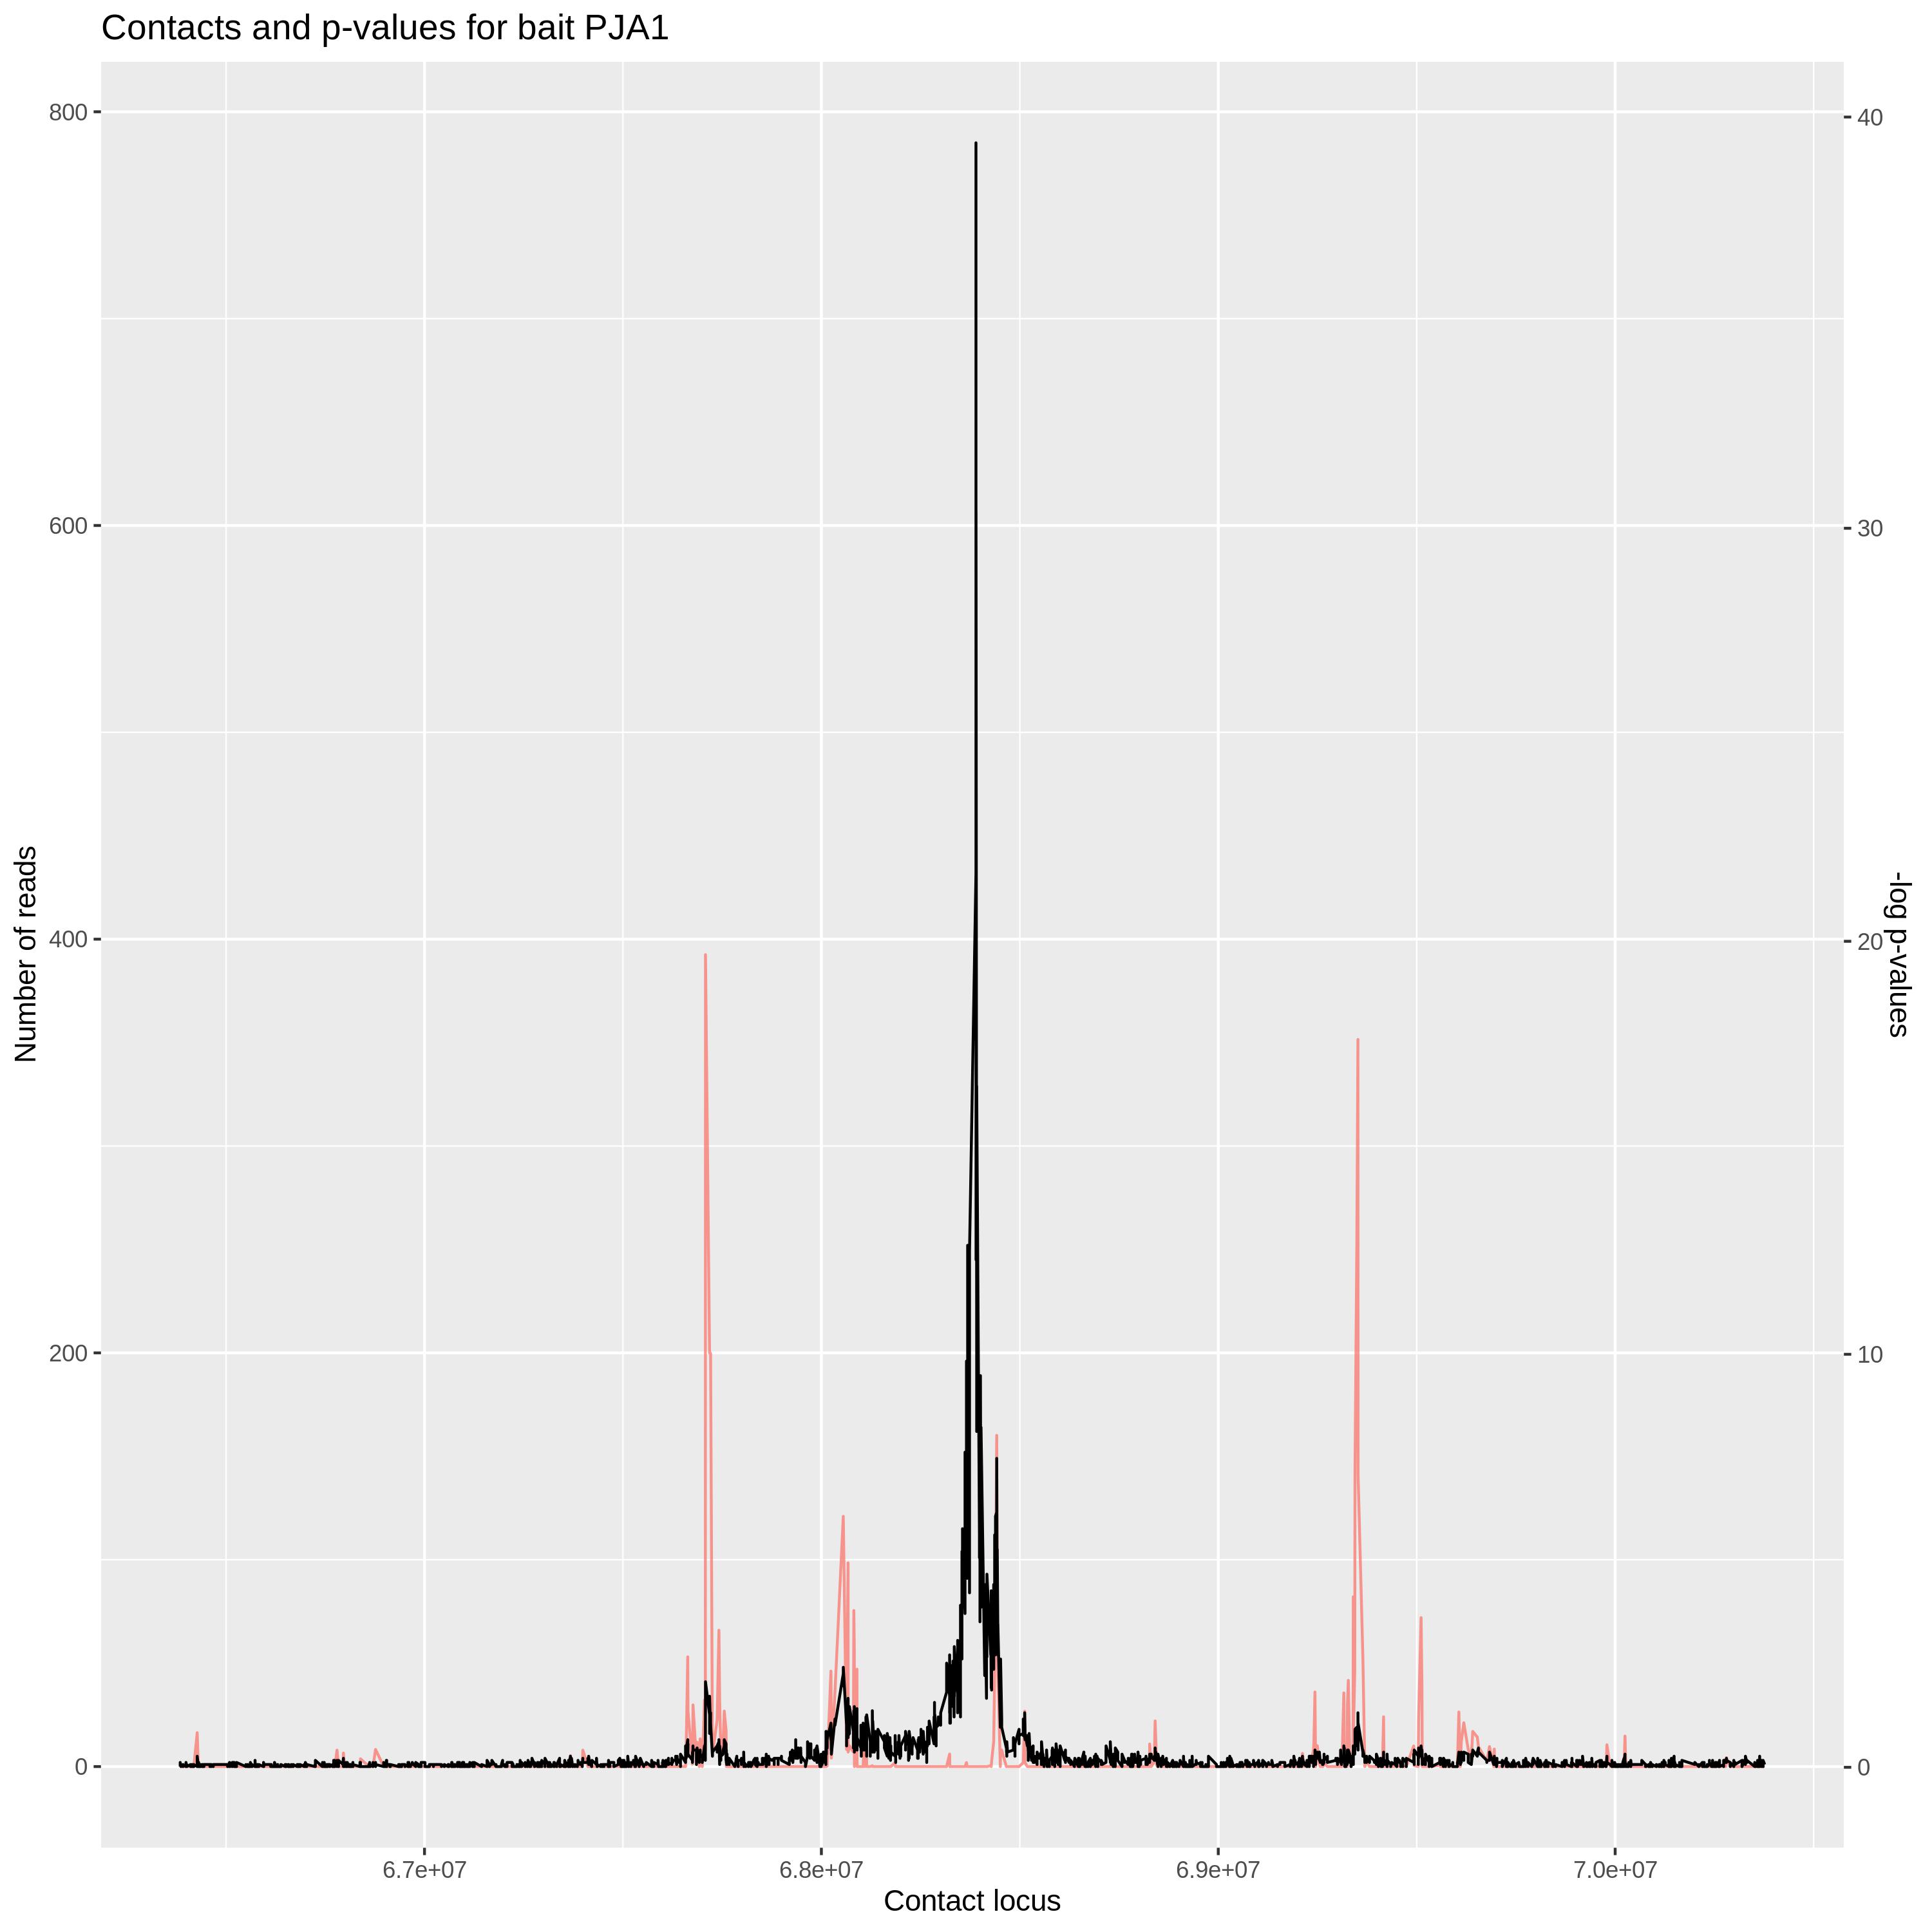 Contacts and p-values for bait PJA1
800
600
400
200
0
Number of reads
40
30
20
10
0
-log p-values
6.7e+07
6.8e+07
6.9e+07
7.0e+07
Contact locus